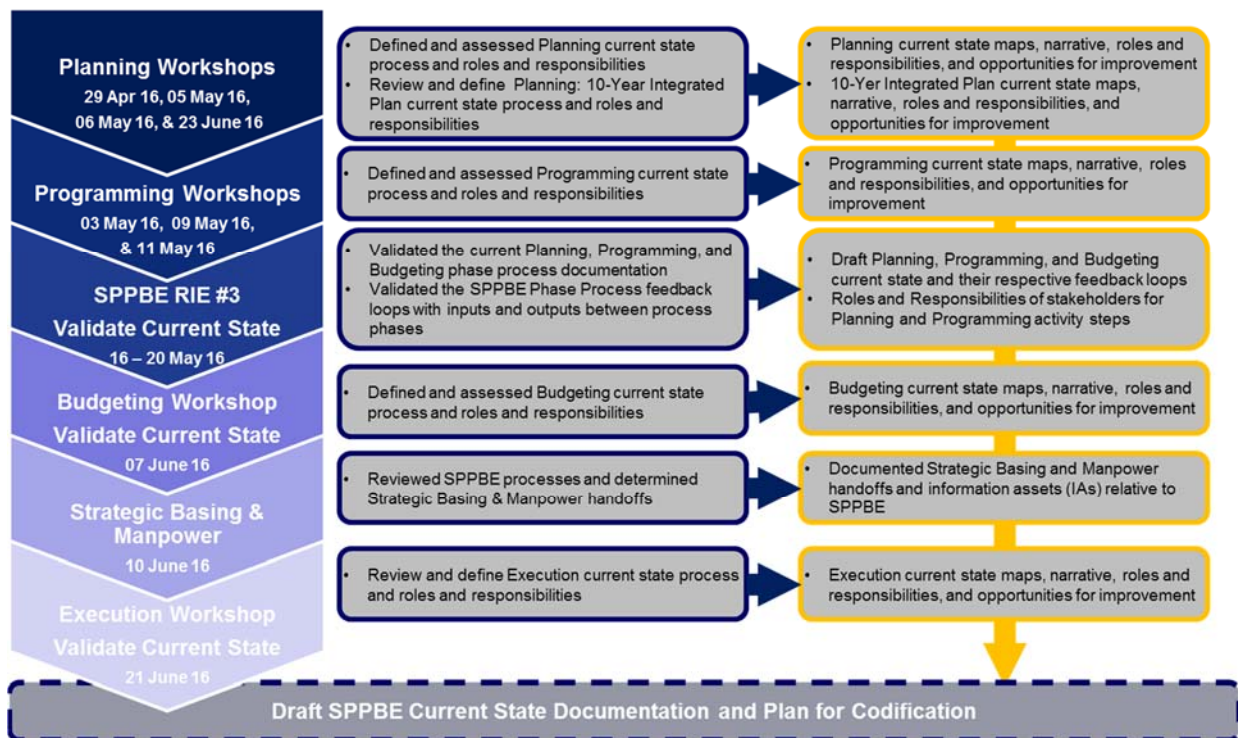 Planning Workshops
29 Apr 16, 05 May 16,
06 May 16, & 23 June 16
• Defined and assessed Planning current state
process and roles and responsibilities
• Review and define Planning: 10-Year Integrated
Plan current state process and roles and
responsibilities
• Planning current state maps, narrative, roles and
responsibilities, and opportunities for improvement
• 10-Yer Integrated Plan current state maps,
narrative, roles and responsibilities, and
opportunities for improvement
Programming Workshops
03 May 16, 09 May 16,
& 11 May 16
• Defined and assessed Programming current state
process and roles and responsibilities
• Programming current state maps, narrative, roles
and responsibilities, and opportunities for
improvement
SPPBE RIE #3
Validate Current State
16 – 20 May 16
• Validated the current Planning, Programming, and
Budgeting phase process documentation
• Validated the SPPBE Phase Process feedback
loops with inputs and outputs between process
phases
• Draft Planning, Programming, and Budgeting
current state and their respective feedback loops
• Roles and Responsibilities of stakeholders for
Planning and Programming activity steps
Budgeting Workshop
Validate Current State
07 June 16
• Defined and assessed Budgeting current state
process and roles and responsibilities
• Budgeting current state maps, narrative, roles and
responsibilities, and opportunities for improvement
Strategic Basing &
Manpower
10 June 16
• Reviewed SPPBE processes and determined
Strategic Basing & Manpower handoffs
• Documented Strategic Basing and Manpower
handoffs and information assets (IAs) relative to
SPPBE
Execution Workshop
Validate Current State
21 June 16
• Review and define Execution current state process
and roles and responsibilities
• Execution current state maps, narrative, roles and
responsibilities, and opportunities for improvement
Draft SPPBE Current State Documentation and Plan for Codification